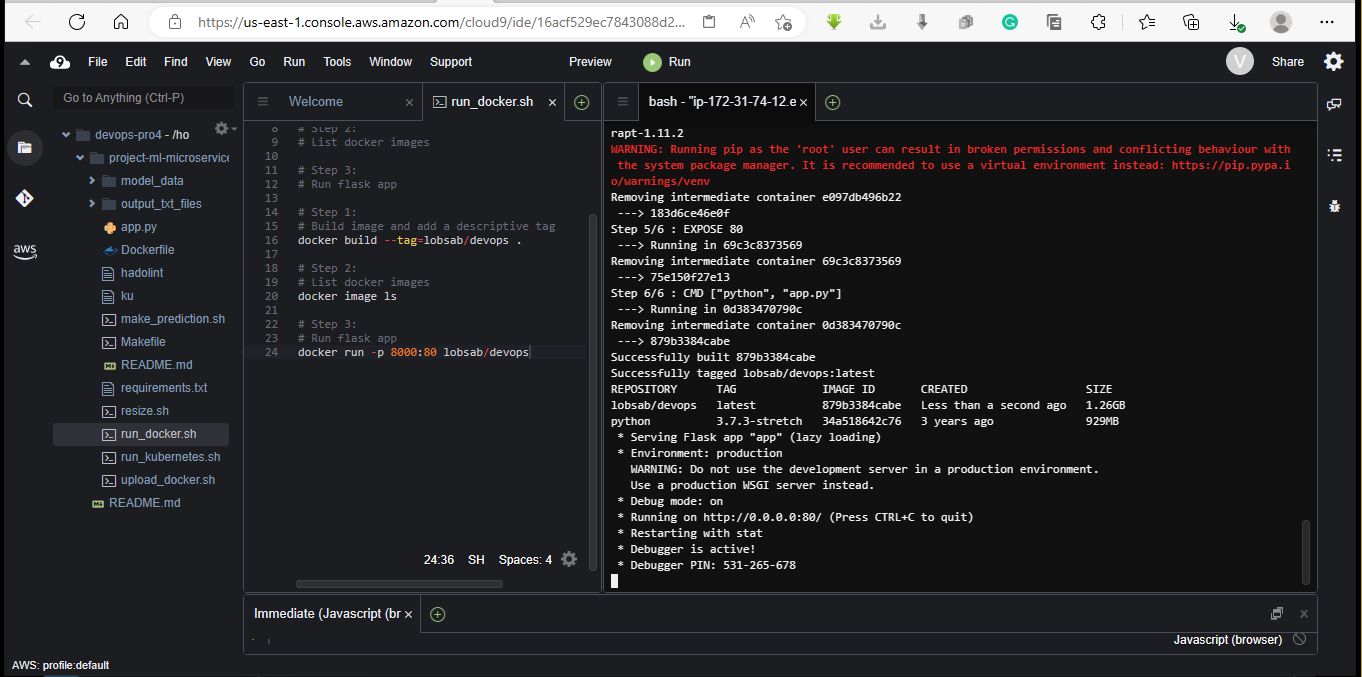 https://us-east-1.console.aws.amazon.com/cloud9/ide/16acf529ec7843088d2...
9 File Edit Find View Go Run Tools Window Support Preview Run V Share
Go to Anything (Ctrl-P)
Welcome
run_docker.sh
bash - "ip-172-31-74-12.e
devops-pro4 - /ho
project-ml-microservice
model_data
output_txt_files
app.py
Dockerfile
hadolint
ku
make_prediction.sh
Makefile
README.md
requirements.txt
resize.sh
run_docker.sh
run_kubernetes.sh
upload_docker.sh
README.md
aws
8 # Step 2:
9 # List docker images
10
11 # Step 3:
12 # Run flask app
13
14 # Step 1:
15 # Build image and add a descriptive tag
16 docker build --tag=lobsab/devops .
17
18 # Step 2:
19 # List docker images
20 docker image ls
21
22 # Step 3:
23 # Run flask app
24 docker run -p 8000:80 lobsab/devops
24:36 SH Spaces: 4
rapt-1.11.2
WARNING: Running pip as the 'root' user can result in broken permissions and conflicting behaviour with
the system package manager. It is recommended to use a virtual environment instead: https://pip.pypa.i
o/warnings/venv
Removing intermediate container e097db496b22
---> 183d6ce46e0f
Step 5/6 : EXPOSE 80
---> Running in 69c3c8373569
Removing intermediate container 69c3c8373569
---> 75e150f27e13
Step 6/6 : CMD ["python", "app.py"]
---> Running in 0d383470790c
Removing intermediate container 0d383470790c
---> 879b3384cabe
Successfully built 879b3384cabe
Successfully tagged lobsab/devops:latest
REPOSITORY TAG IMAGE ID CREATED SIZE
lobsab/devops latest 879b3384cabe Less than a second ago 1.26GB
python 3.7.3-stretch 34a518642c76 3 years ago 929MB
* Serving Flask app "app" (lazy loading)
* Environment: production
WARNING: Do not use the development server in a production environment.
Use a production WSGI server instead.
* Debug mode: on
* Running on http://0.0.0.0:80/ (Press CTRL+C to quit)
* Restarting with stat
* Debugger is active!
* Debugger PIN: 531-265-678
Immediate (Javascript (br
Javascript (browser)
AWS: profile:default